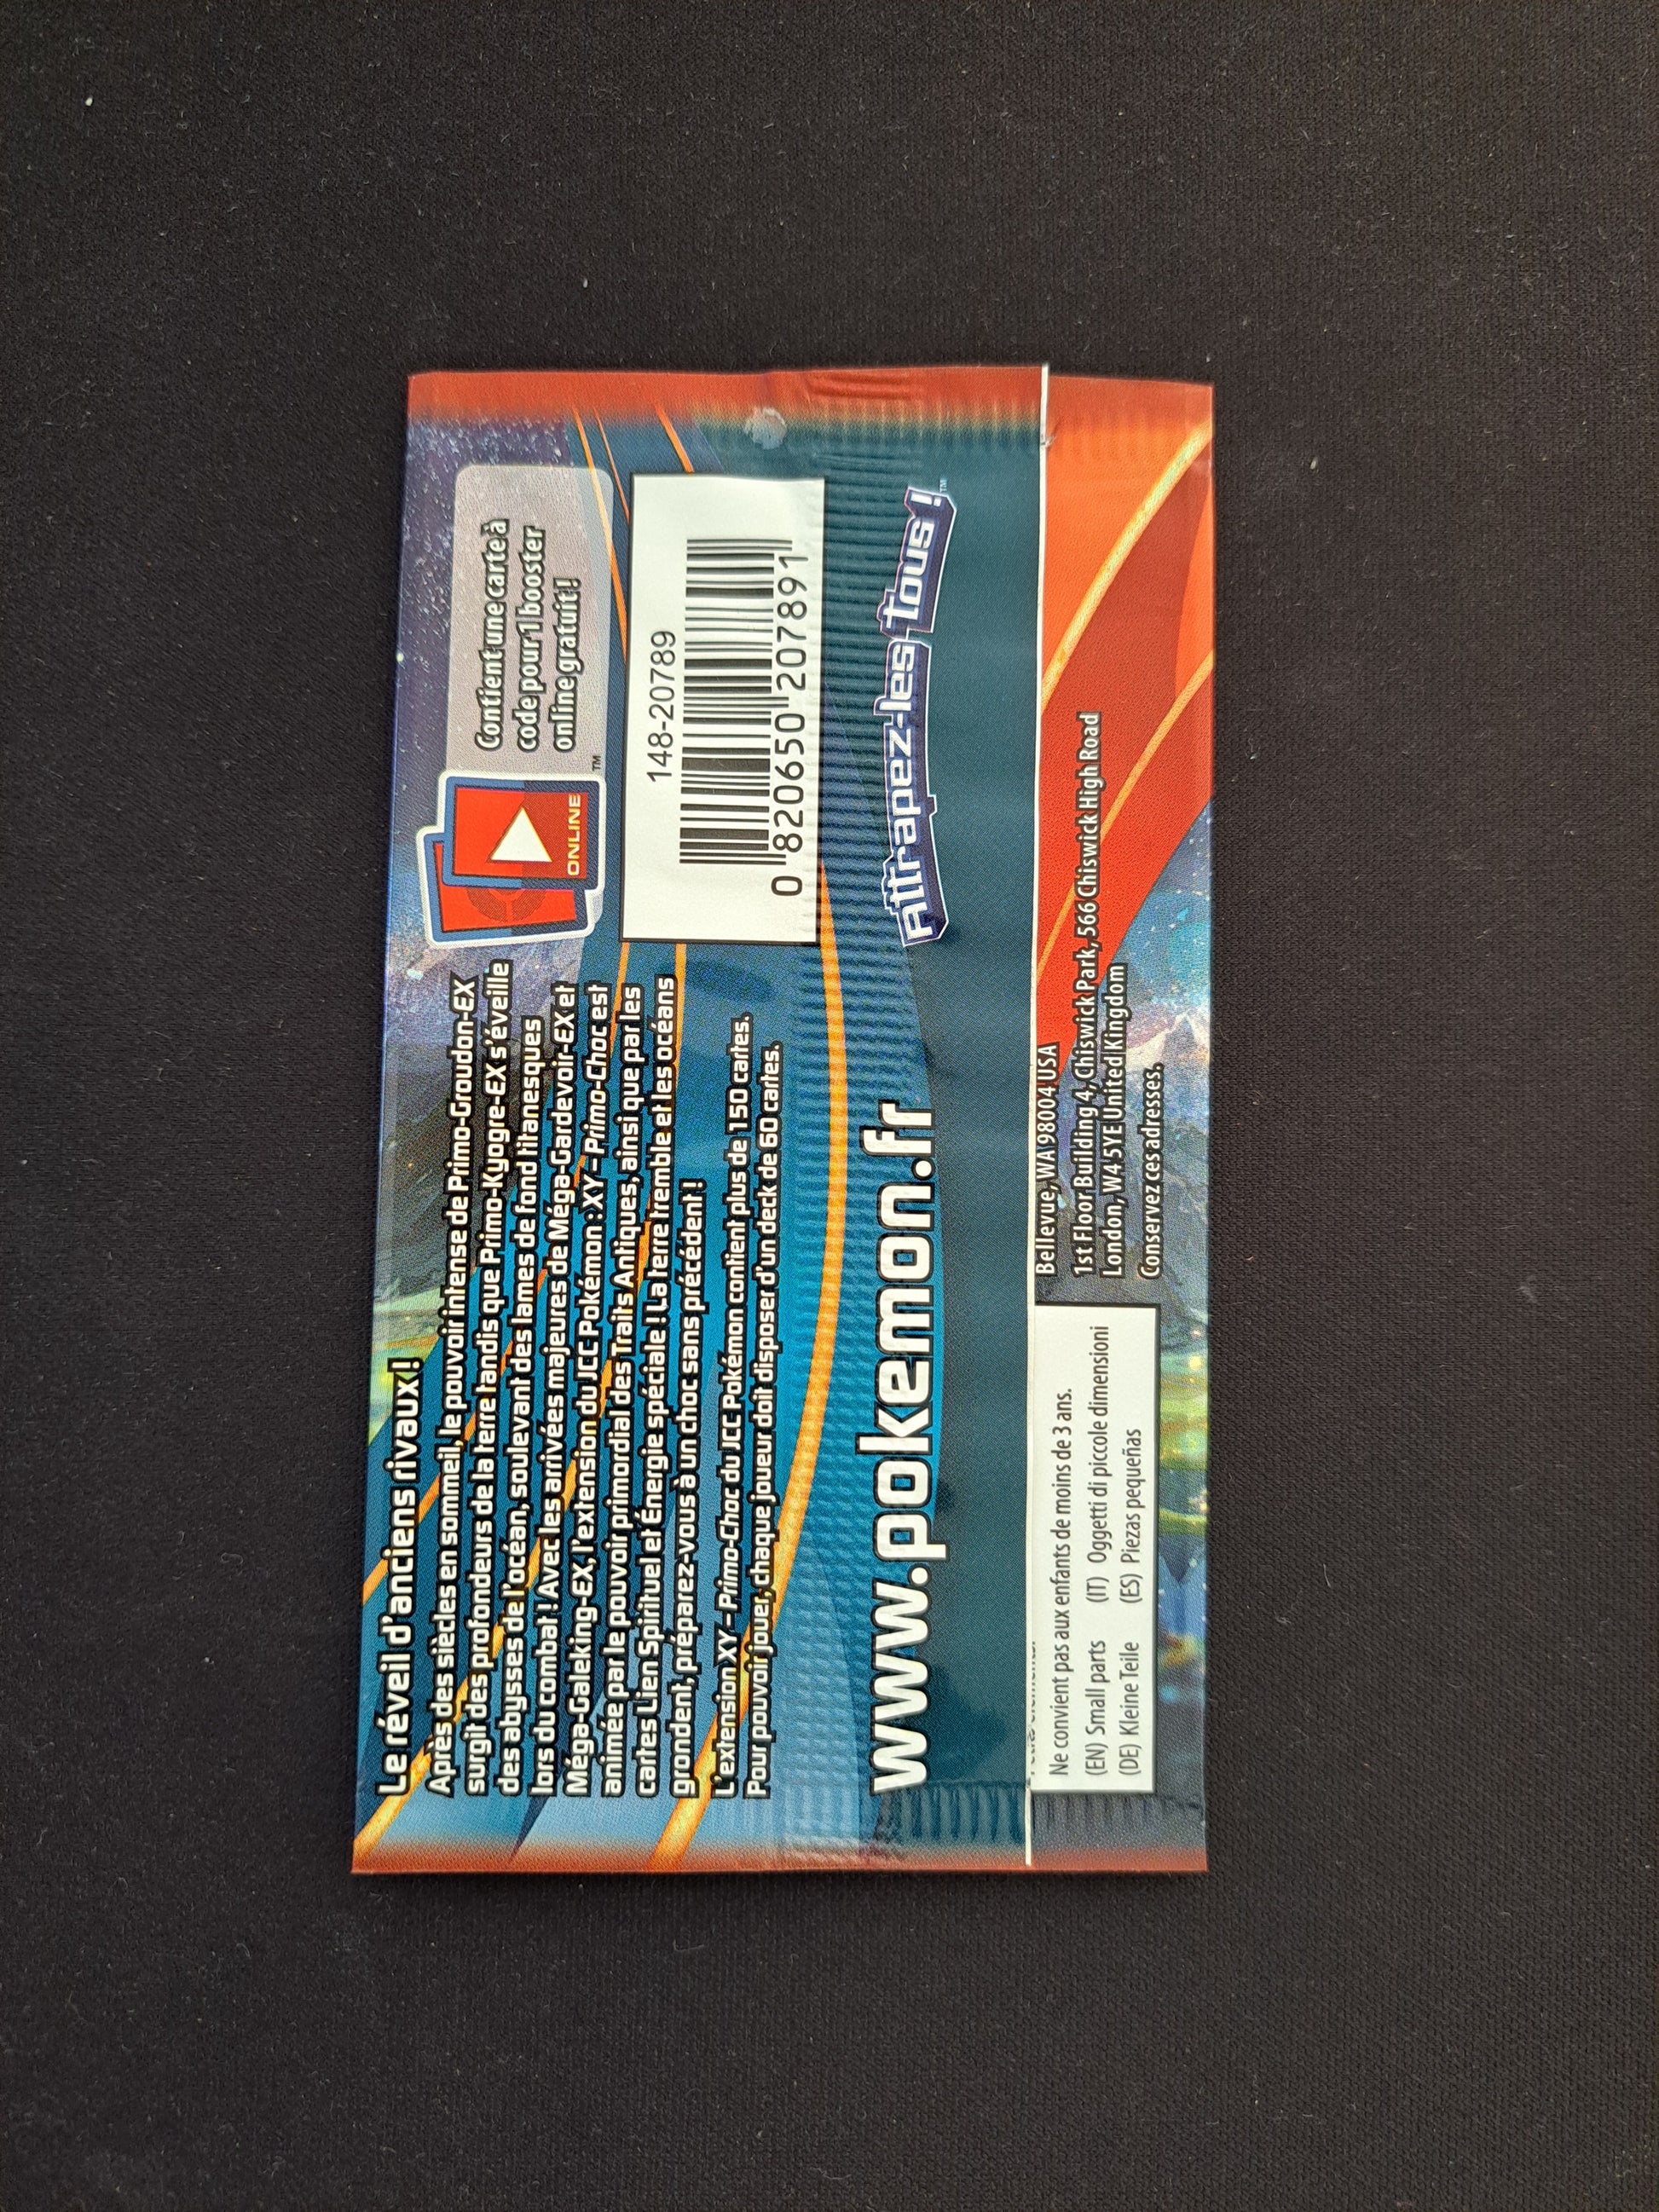 Le réveil d'anciens rivaux !
Après des siècles en sommeil, le pouvoir intense de Primo-Groudon-EX
surgit des profondeurs de la terre tandis que Primo-Kyogre-EX s'éveille
des abysses de l'océan, soulevant des lames de fond titanesques
lors du combat ! Avec les arrivées majeures de Méga-Gardevoir-EX et
Méga-Galeking-EX, l'extension du JCC Pokémon : XY – Primo-Choc est
animée par le pouvoir primordial des Traits Antiques, ainsi que par les
cartes Lien Spirituel et Énergie spéciale ! La terre tremble et les océans
grondent, préparez-vous à un choc sans précédent !
L'extension XY – Primo-Choc du JCC Pokémon contient plus de 150 cartes.
Pour pouvoir jouer, chaque joueur doit disposer d'un deck de 60 cartes.
ONLINE
TM
Contient une carte à
code pour 1 booster
online gratuit !
148-20789
0 820650 207891
www.pokemon.fr
Attrapez-les tous ! TM
Ne convient pas aux enfants de moins de 3 ans.
(EN) Small parts (IT) Oggetti di piccole dimensioni
(DE) Kleine Teile (ES) Piezas pequeñas
Bellevue, WA 98004 USA
1st Floor Building 4, Chiswick Park, 566 Chiswick High Road
London, W4 5YE United Kingdom
Conservez ces adresses.